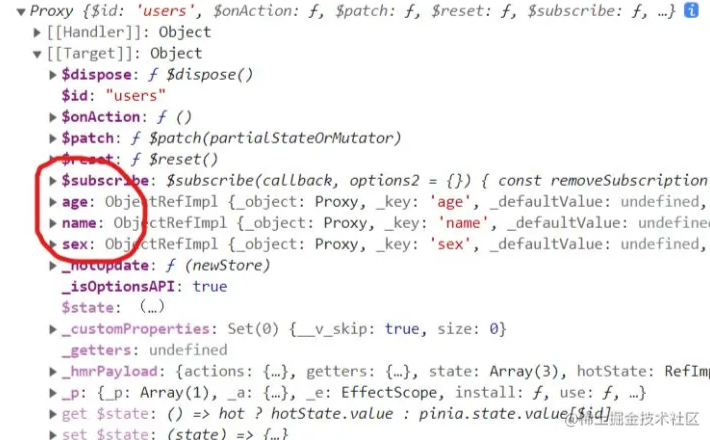 Proxy {$id: 'users', $onAction: ƒ, $patch: ƒ, $reset: ƒ, $subscribe: ƒ, …}
[[Handler]]: Object
[[Target]]: Object
$dispose: ƒ $dispose()
$id: "users"
$onAction: ƒ ()
$patch: ƒ $patch(partialStateOrMutator)
$reset: ƒ $reset()
$subscribe: $subscribe(callback, options2 = {}) { const removeSubscription
age: ObjectRefImpl {_object: Proxy, _key: 'age', _defaultValue: undefined,
name: ObjectRefImpl {_object: Proxy, _key: 'name', _defaultValue: undefined,
sex: ObjectRefImpl {_object: Proxy, _key: 'sex', _defaultValue: undefined,
_hotUpdate: ƒ (newStore)
_isOptionsAPI: true
$state: (…)
_customProperties: Set(0) {__v_skip: true, size: 0}
_getters: undefined
_hmrPayload: {actions: {…}, getters: {…}, state: Array(3), hotState: RefImpl
_p: {_p: Array(1), _a: {…}, _e: EffectScope, install: ƒ, use: ƒ, …}
get $state: () => hot ? hotState.value : pinia.state.value[$id]
set $state: (state) => {…}
@稀土掘金技术社区